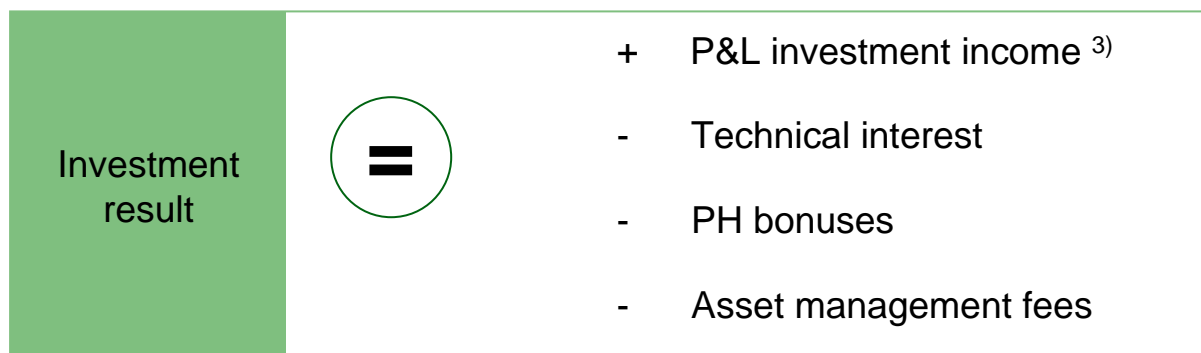 Investment
result
=
+ P&L investment income 3)
- Technical interest
- PH bonuses
- Asset management fees